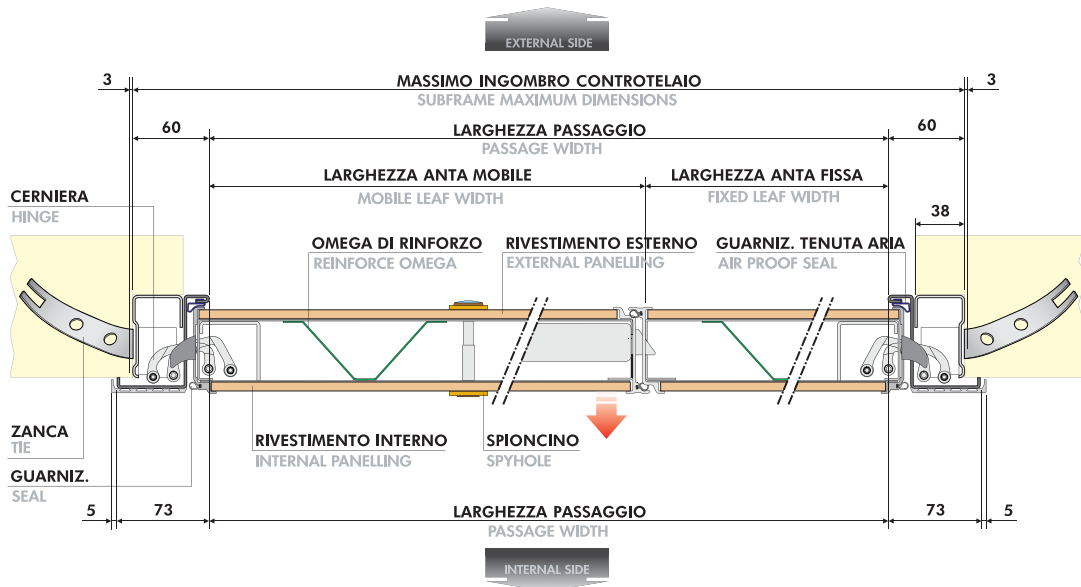 EXTERNAL SIDE
3
MASSIMO INGOMBRO CONTROTELAIO
3
SUBFRAME MAXIMUM DIMENSIONS
60
LARGHEZZA PASSAGGIO
60
PASSAGE WIDTH
LARGHEZZA ANTA MOBILE
LARGHEZZA ANTA FISSA
MOBILE LEAF WIDTH
FIXED LEAF WIDTH
CERNIERA
HINGE
38
OMEGA DI RINFORZO
REINFORCE OMEGA
RIVESTIMENTO ESTERNO
EXTERNAL PANELLING
GUARNIZ. TENUTA ARIA
AIR PROOF SEAL
ZANCA
TIE
RIVESTIMENTO INTERNO
INTERNAL PANELLING
SPIONCINO
SPYHOLE
GUARNIZ.
SEAL
5
73
LARGHEZZA PASSAGGIO
73
5
PASSAGE WIDTH
INTERNAL SIDE